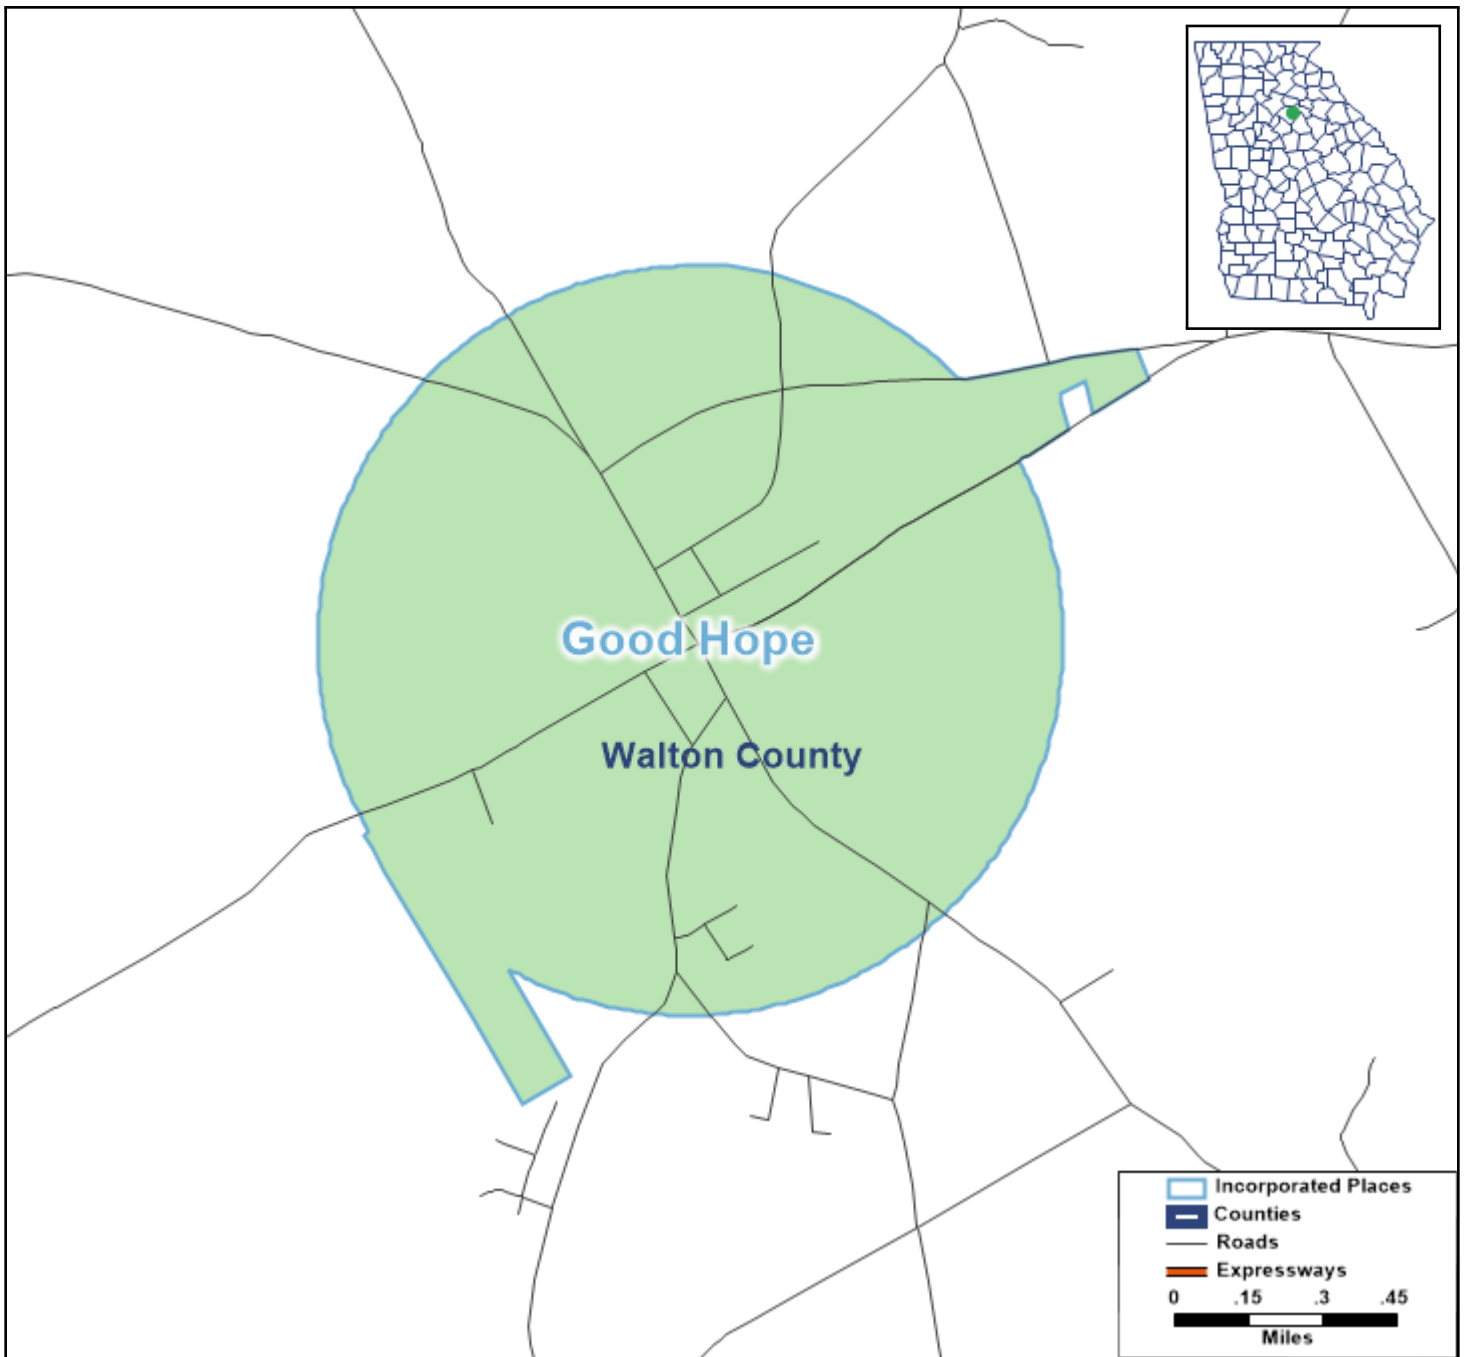 Good Hope
Walton County
Incorporated Places
Counties
Roads
Expressways
0 .15 .3 .45
Miles